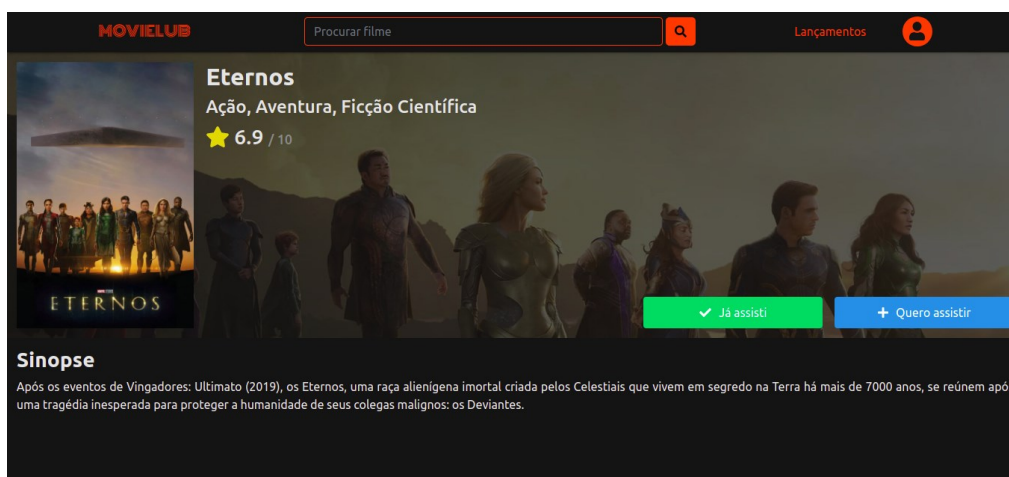 MOVIELUB
Procurar filme
Lançamentos
Eternos
Ação, Aventura, Ficção Científica
6.9 / 10
ETERNOS
Já assisti
Quero assistir
Sinopse
Após os eventos de Vingadores: Ultimato (2019), os Eternos, uma raça alienígena imortal criada pelos Celestiais que vivem em segredo na Terra há mais de 7000 anos, se reúnem apó
uma tragédia inesperada para proteger a humanidade de seus colegas malignos: os Deviantes.